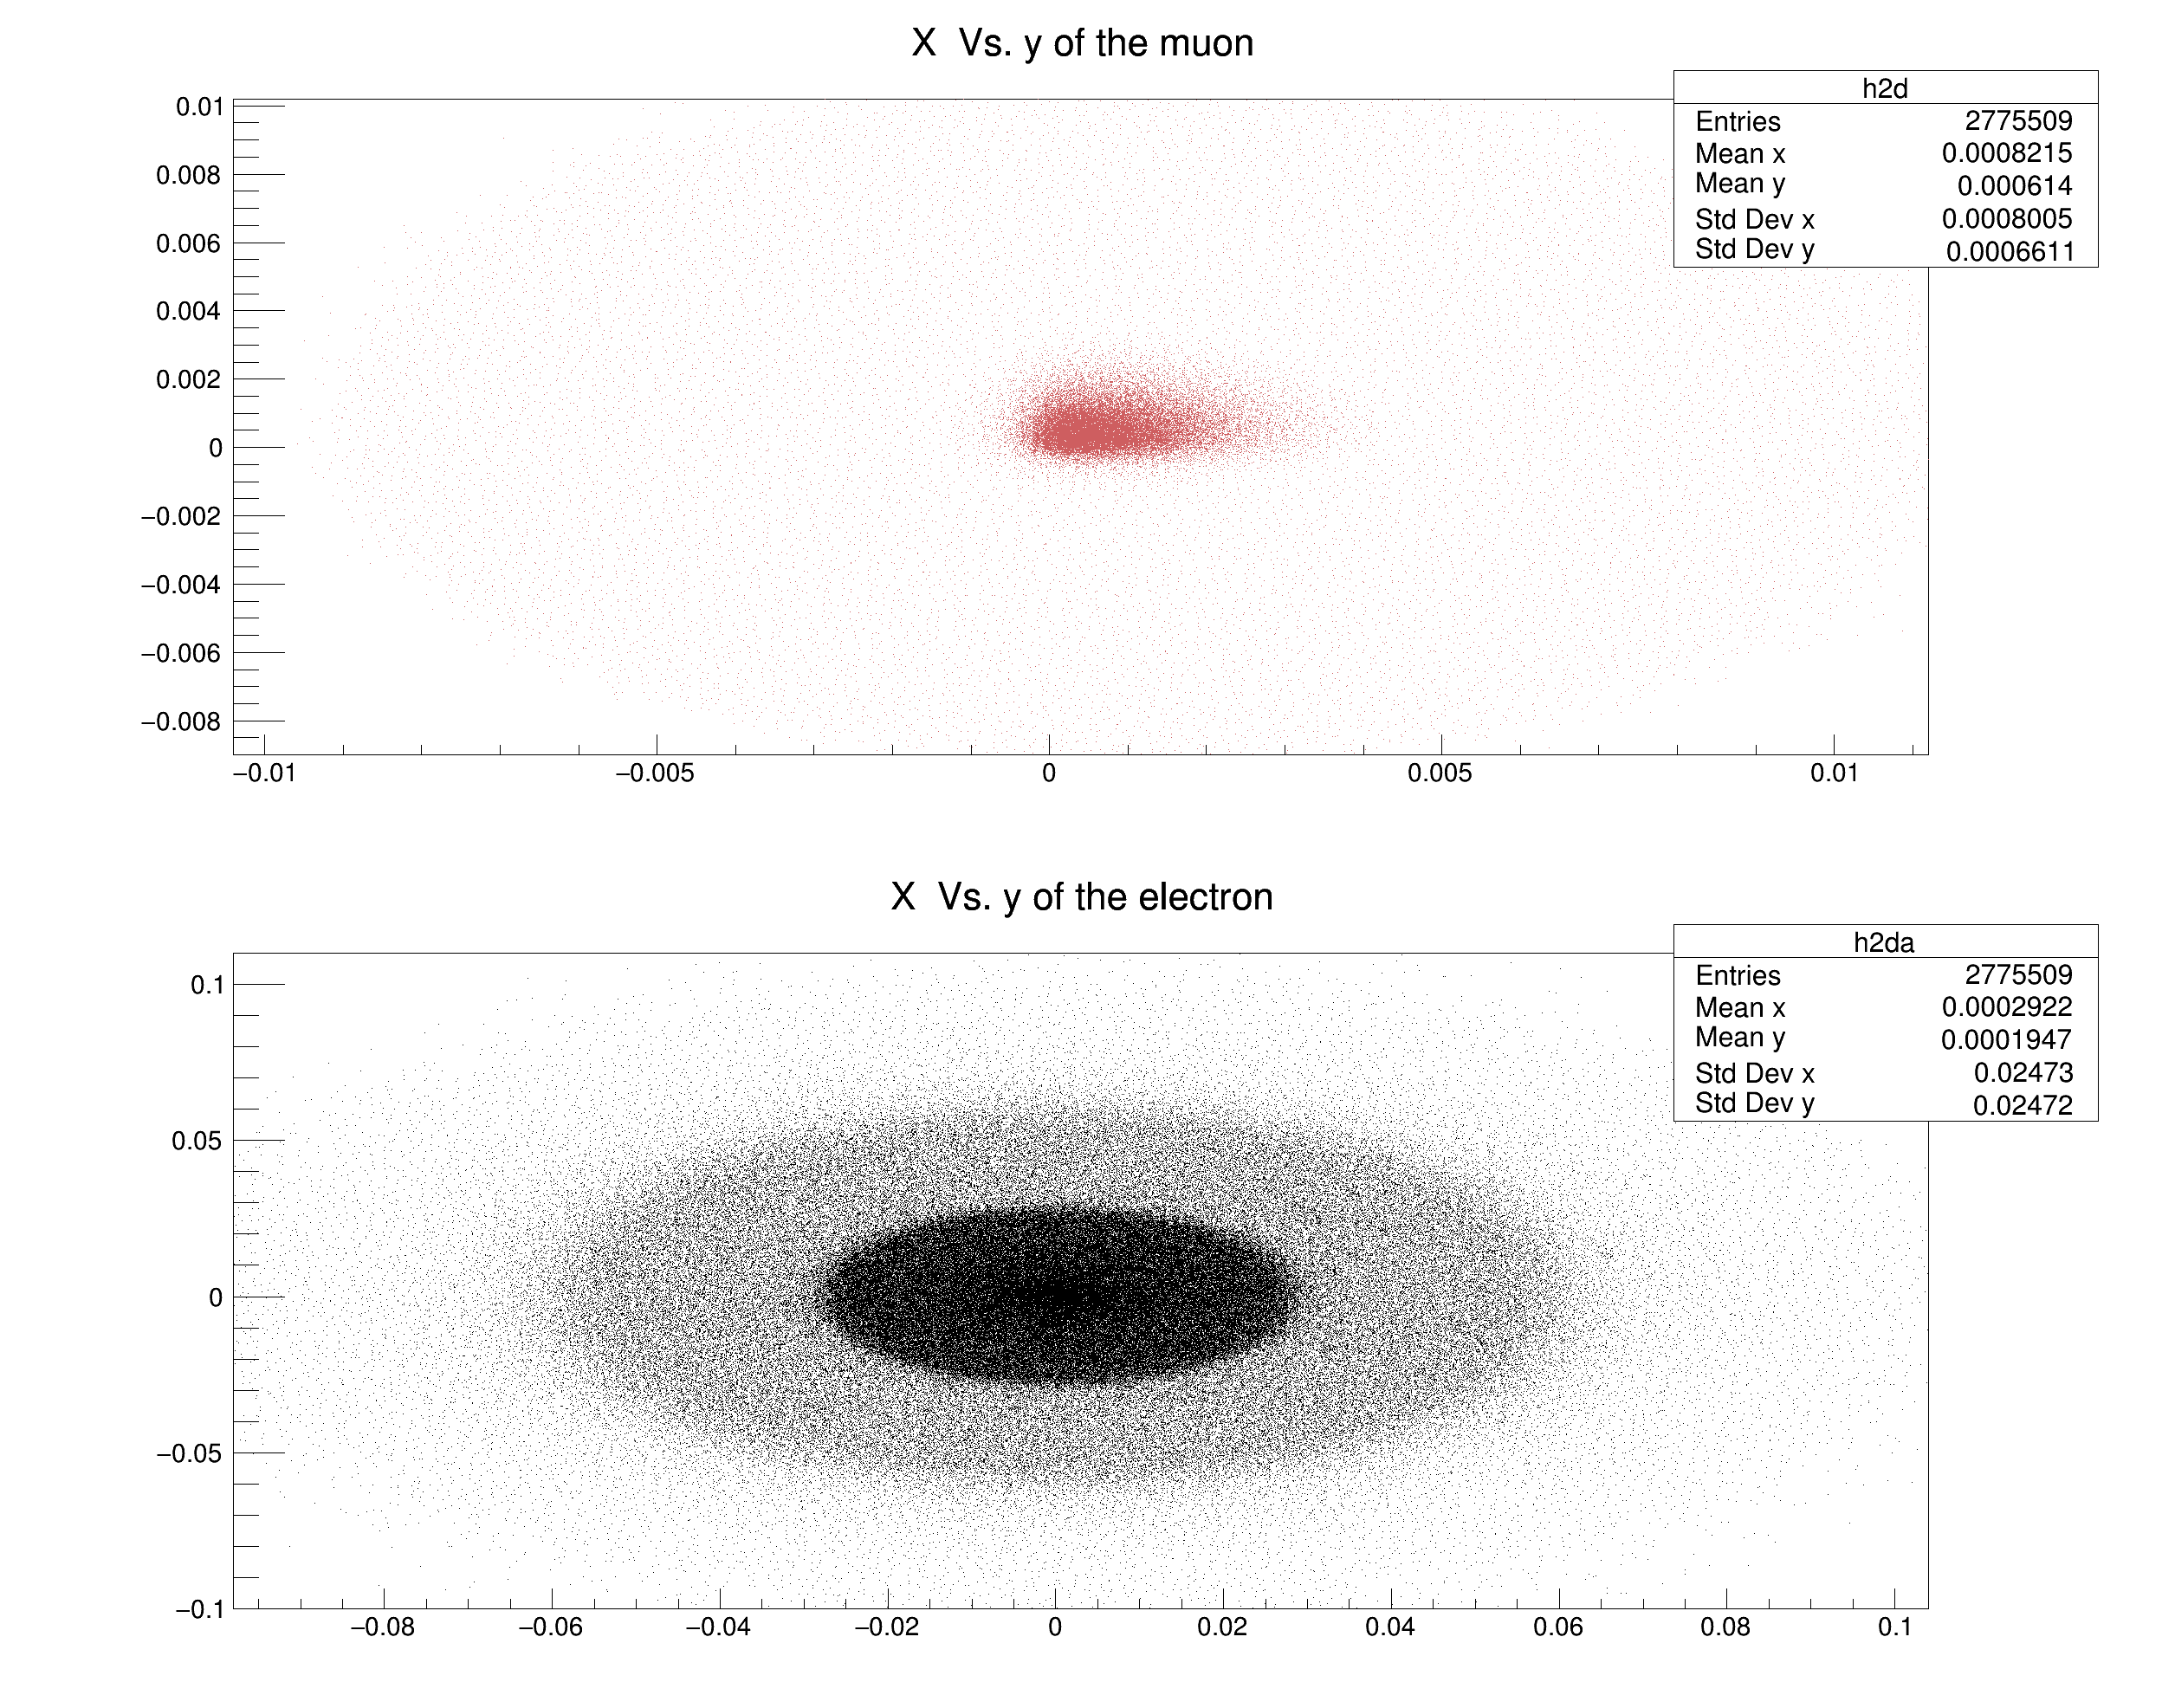 X Vs. y of the muon
h2d
Entries 2775509
Mean x 0.0008215
Mean y 0.000614
Std Dev x 0.0008005
Std Dev y 0.0006611
0.01
0.008
0.006
0.004
0.002
0
−0.002
−0.004
−0.006
−0.008
−0.01 −0.005 0 0.005 0.01
X Vs. y of the electron
h2da
Entries 2775509
Mean x 0.0002922
Mean y 0.0001947
Std Dev x 0.02473
Std Dev y 0.02472
0.1
0.05
0
−0.05
−0.1
−0.08 −0.06 −0.04 −0.02 0 0.02 0.04 0.06 0.08 0.1